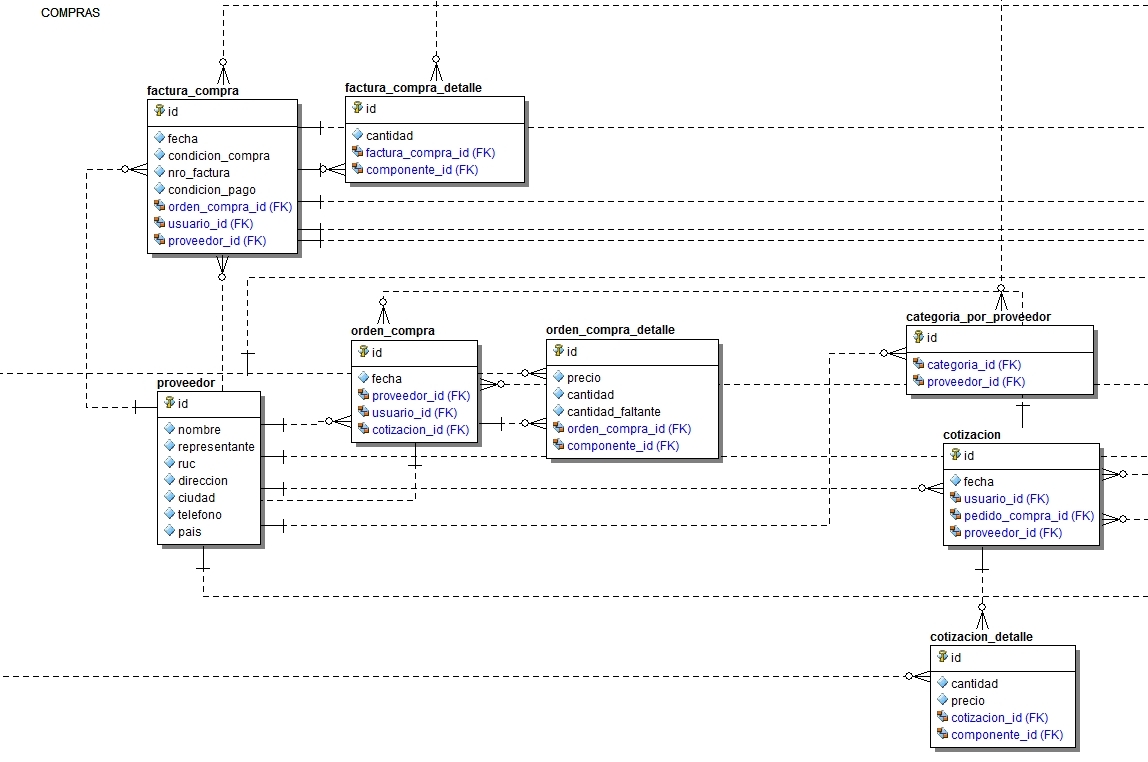 COMPRAS
factura_compra
id
fecha
condicion_compra
nro_factura
condicion_pago
orden_compra_id (FK)
usuario_id (FK)
proveedor_id (FK)
factura_compra_detalle
id
cantidad
factura_compra_id (FK)
componente_id (FK)
orden_compra
id
fecha
proveedor_id (FK)
usuario_id (FK)
cotizacion_id (FK)
orden_compra_detalle
id
precio
cantidad
cantidad_faltante
orden_compra_id (FK)
componente_id (FK)
categoria_por_proveedor
id
categoria_id (FK)
proveedor_id (FK)
proveedor
id
nombre
representante
ruc
direccion
ciudad
telefono
pais
cotizacion
id
fecha
usuario_id (FK)
pedido_compra_id (FK)
proveedor_id (FK)
cotizacion_detalle
id
cantidad
precio
cotizacion_id (FK)
componente_id (FK)